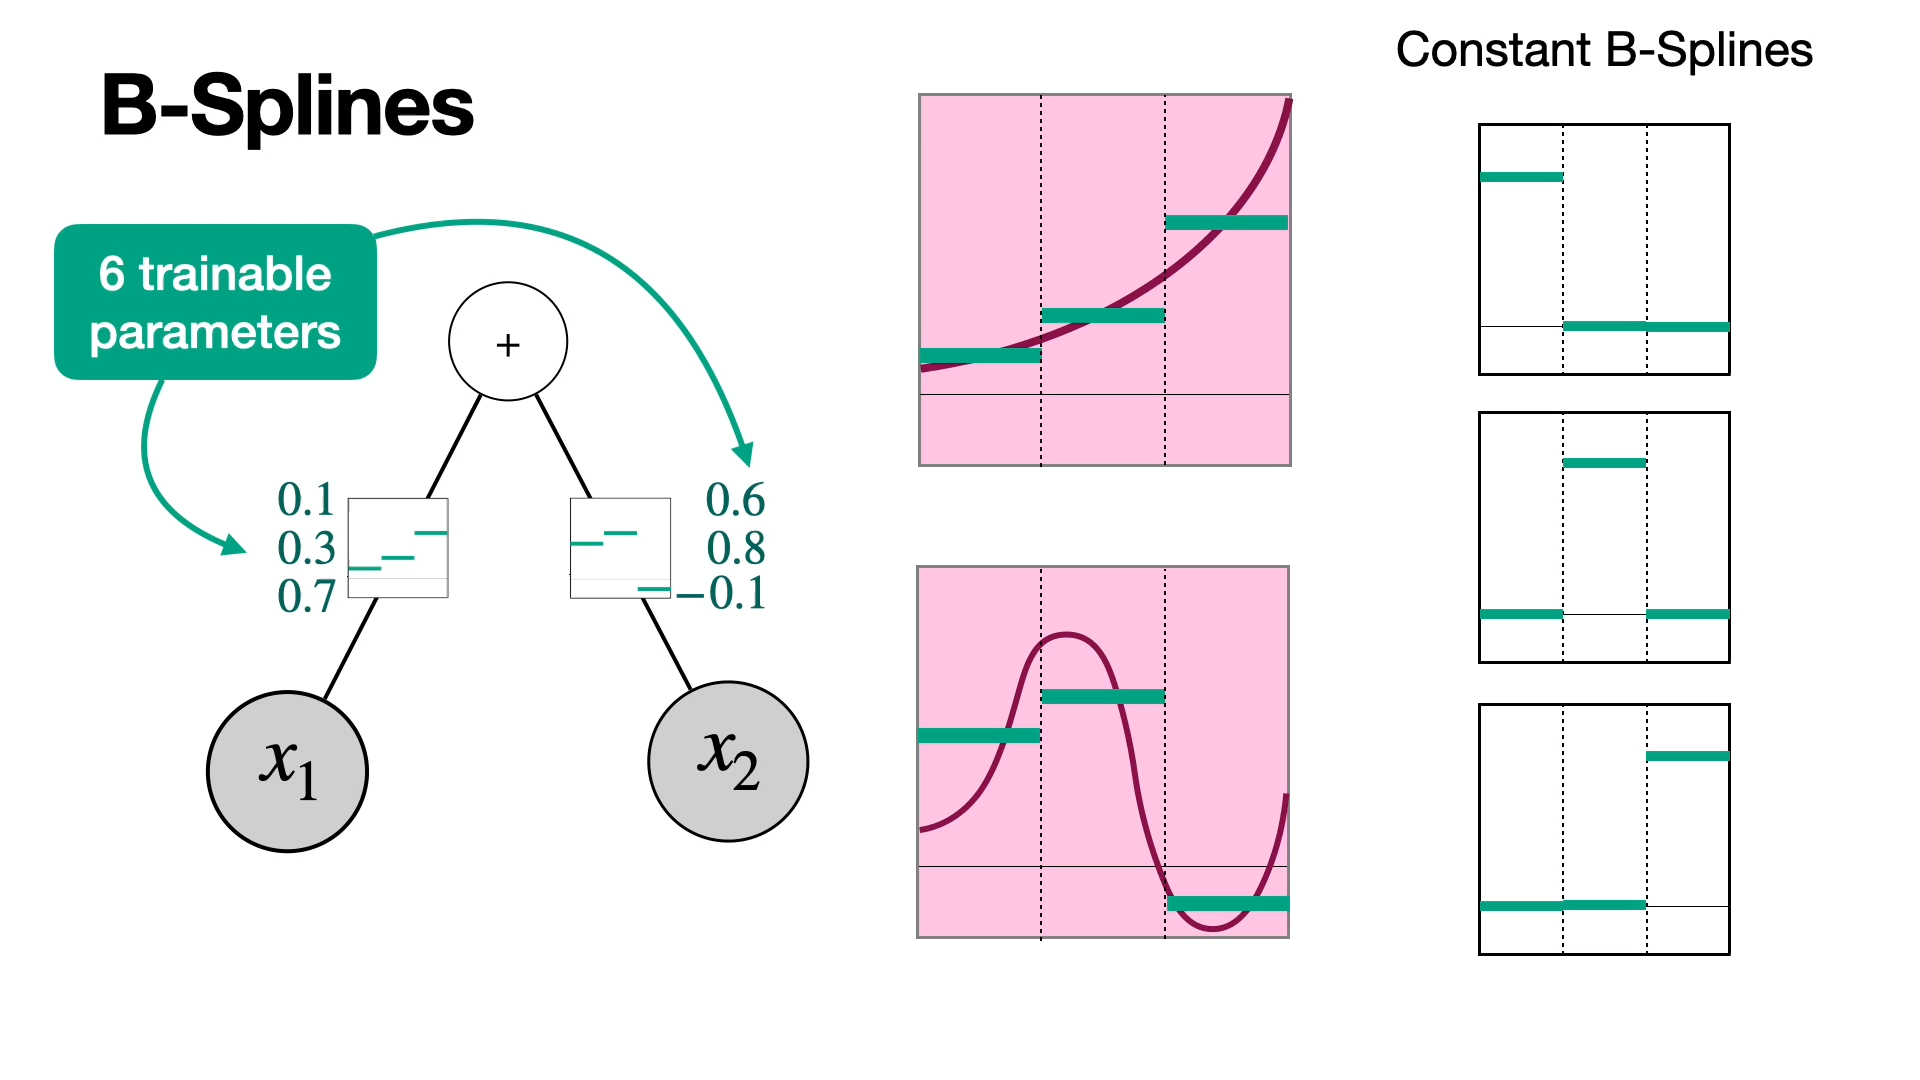 B-Splines
Constant B-Splines
6 trainable
parameters
+
0.1
0.3
0.7
0.6
0.8
−0.1
x₁
x₂